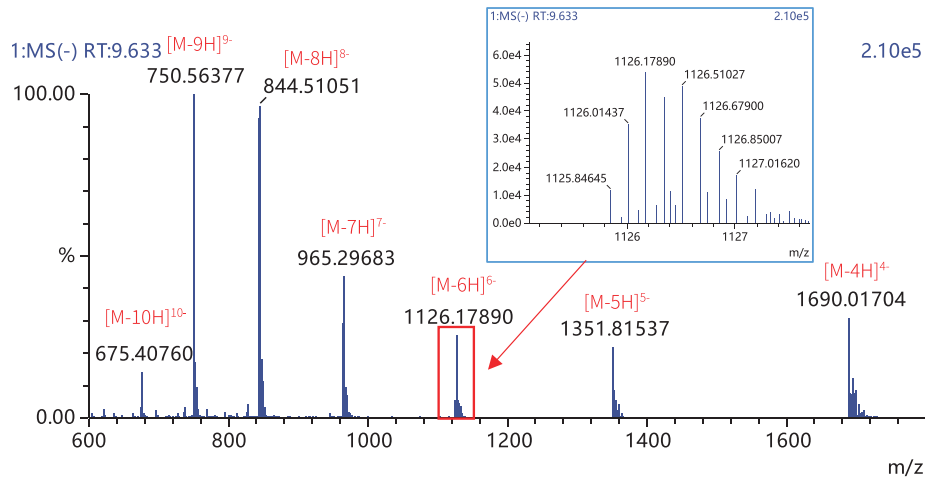 1:MS(-) RT:9.633
2.10e5
[M-9H]9-
750.56377
[M-8H]8-
844.51051
[M-7H]7-
965.29683
[M-10H]10-
675.40760
[M-6H]6-
1126.17890
[M-5H]5-
1351.81537
[M-4H]4-
1690.01704
100.00
%
0.00
600
800
1000
1200
1400
1600
m/z
1:MS(-) RT:9.633
2.10e5
6.0e4
5.0e4
4.0e4
3.0e4
2.0e4
1.0e4
0.0e0
1126.17890
1126.51027
1126.01437
1126.67900
1126.85007
1125.84645
1127.01620
1126
1127
m/z